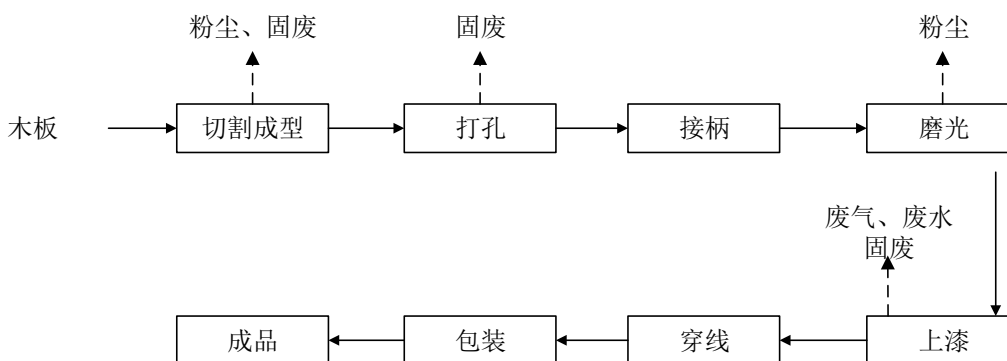 粉尘、固废
固废
粉尘
木板
切割成型
打孔
接柄
磨光
废气、废水
固废
成品
包装
穿线
上漆